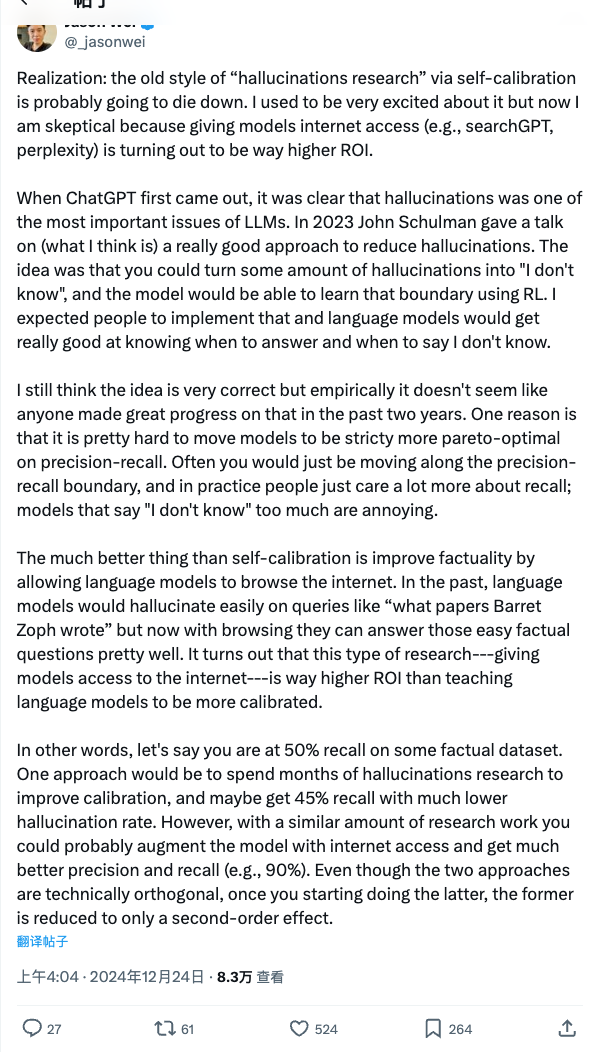 帖子
Jason Wei
@_jasonwei
Realization: the old style of “hallucinations research” via self-calibration
is probably going to die down. I used to be very excited about it but now I
am skeptical because giving models internet access (e.g., searchGPT,
perplexity) is turning out to be way higher ROI.
When ChatGPT first came out, it was clear that hallucinations was one of
the most important issues of LLMs. In 2023 John Schulman gave a talk
on (what I think is) a really good approach to reduce hallucinations. The
idea was that you could turn some amount of hallucinations into "I don't
know", and the model would be able to learn that boundary using RL. I
expected people to implement that and language models would get
really good at knowing when to answer and when to say I don't know.
I still think the idea is very correct but empirically it doesn't seem like
anyone made great progress on that in the past two years. One reason is
that it is pretty hard to move models to be stricty more pareto-optimal
on precision-recall. Often you would just be moving along the precision-
recall boundary, and in practice people just care a lot more about recall;
models that say "I don't know" too much are annoying.
The much better thing than self-calibration is improve factuality by
allowing language models to browse the internet. In the past, language
models would hallucinate easily on queries like “what papers Barret
Zoph wrote” but now with browsing they can answer those easy factual
questions pretty well. It turns out that this type of research---giving
models access to the internet---is way higher ROI than teaching
language models to be more calibrated.
In other words, let's say you are at 50% recall on some factual dataset.
One approach would be to spend months of hallucinations research to
improve calibration, and maybe get 45% recall with much lower
hallucination rate. However, with a similar amount of research work you
could probably augment the model with internet access and get much
better precision and recall (e.g., 90%). Even though the two approaches
are technically orthogonal, once you starting doing the latter, the former
is reduced to only a second-order effect.
翻译帖子
上午4:04 · 2024年12月24日 · 8.3万 查看
27 61 524 264